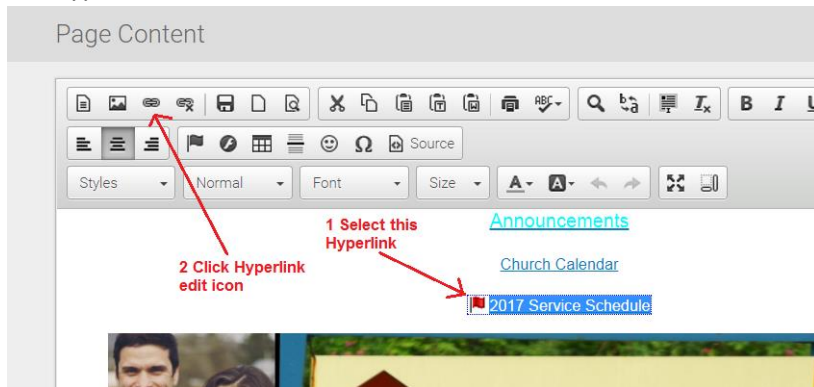 Page Content
ABC
Source
B I U
Styles Normal Font Size A A
1 Select this
Hyperlink
Announcements
2 Click Hyperlink
edit icon
Church Calendar
2017 Service Schedule